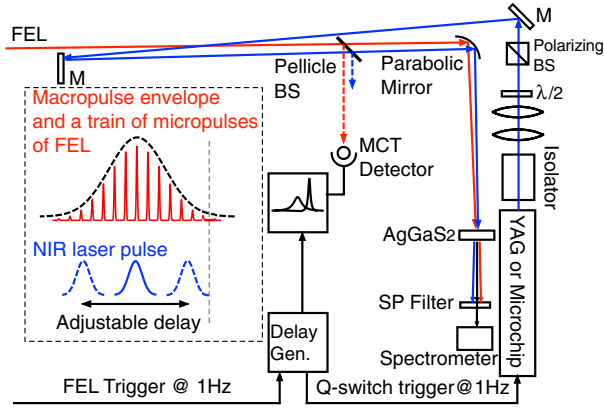 FEL
M
M
Polarizing
BS
Pellicle
BS
Parabolic
Mirror
λ/2
Macropulse envelope
and a train of micropulses
of FEL
MCT
Detector
Isolator
AgGaS2
NIR laser pulse
YAG or Microchip
SP Filter
Adjustable delay
Delay
Gen.
Spectrometer
FEL Trigger @ 1Hz
Q-switch trigger@1Hz